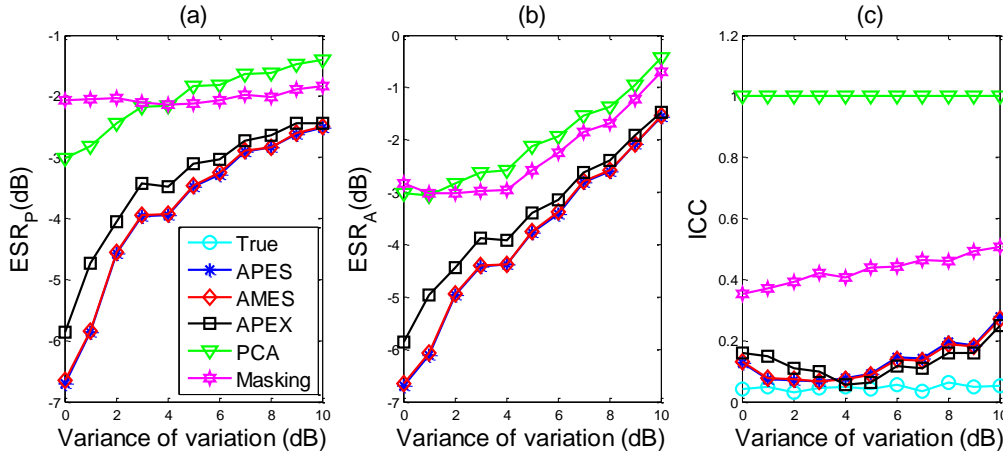 (a)
(b)
(c)
-1
-2
-3
-4
-5
-6
-7
ESR_P(dB)
0 2 4 6 8 10
Variance of variation (dB)
True
APES
AMES
APEX
PCA
Masking
0
-1
-2
-3
-4
-5
-6
-7
ESR_A(dB)
0 2 4 6 8 10
Variance of variation (dB)
1.2
1
0.8
0.6
0.4
0.2
0
ICC
0 2 4 6 8 10
Variance of variation (dB)